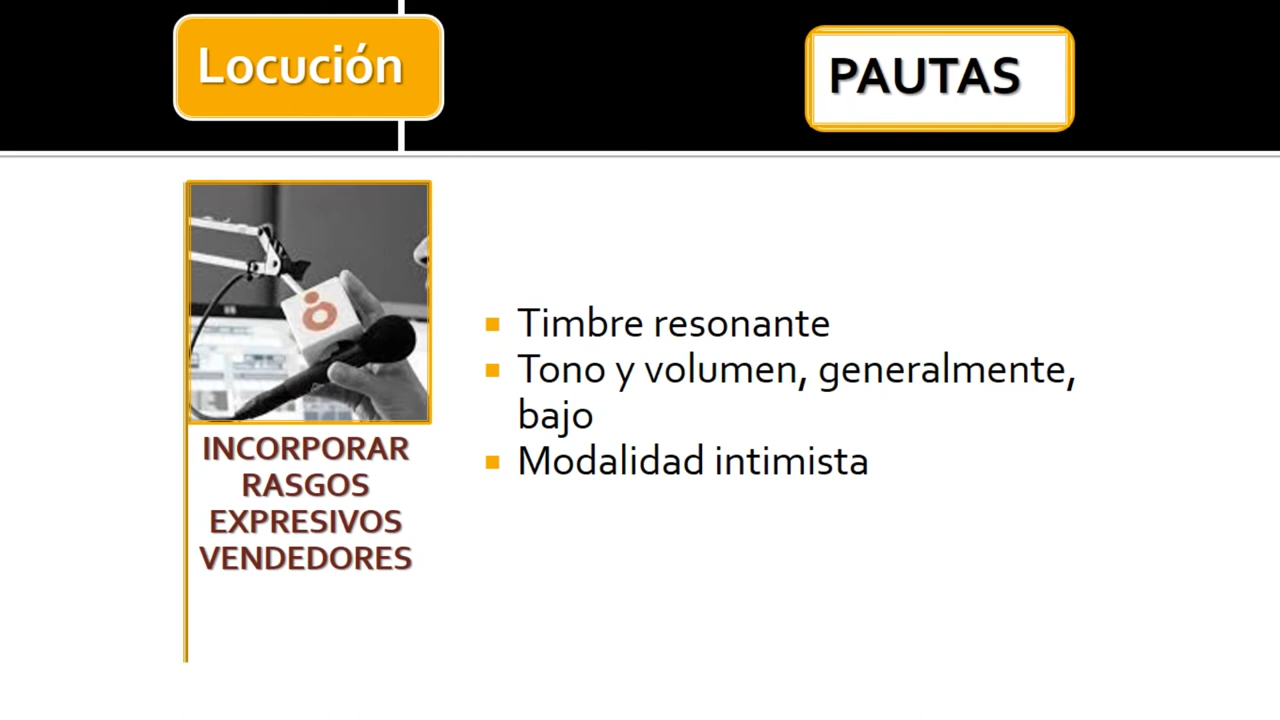 Locución
PAUTAS
INCORPORAR
RASGOS
EXPRESIVOS
VENDEDORES
Timbre resonante
Tono y volumen, generalmente,
bajo
Modalidad intimista